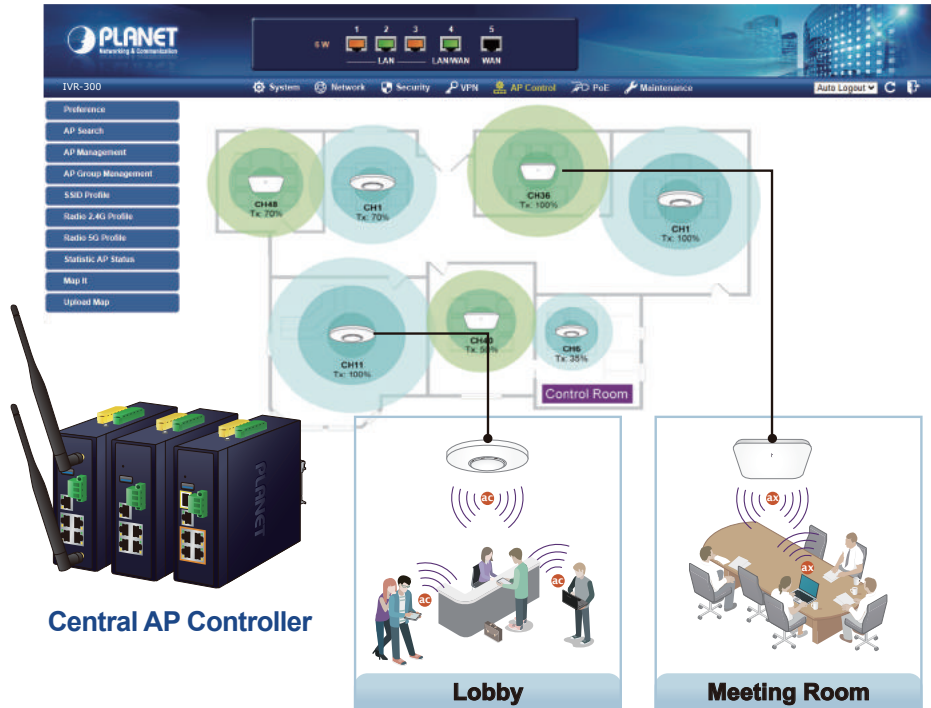 PLANET
Networking & Communication
6 W
1 2 3 4 5
LAN LAN/WAN WAN
IVR-300
System Network Security VPN AP Control PoE Maintenance Auto Logout
Preference
AP Search
AP Management
AP Group Management
SSID Profile
Radio 2.4G Profile
Radio 5G Profile
Statistic AP Status
Map It
Upload Map
CH48
Tx: 70%
CH1
Tx: 70%
CH36
Tx: 100%
CH1
Tx: 100%
CH11
Tx: 100%
CH40
Tx: 50%
CH6
Tx: 35%
Control Room
PLANET
Central AP Controller
ac
ac
ac
Lobby
ax
ax
Meeting Room